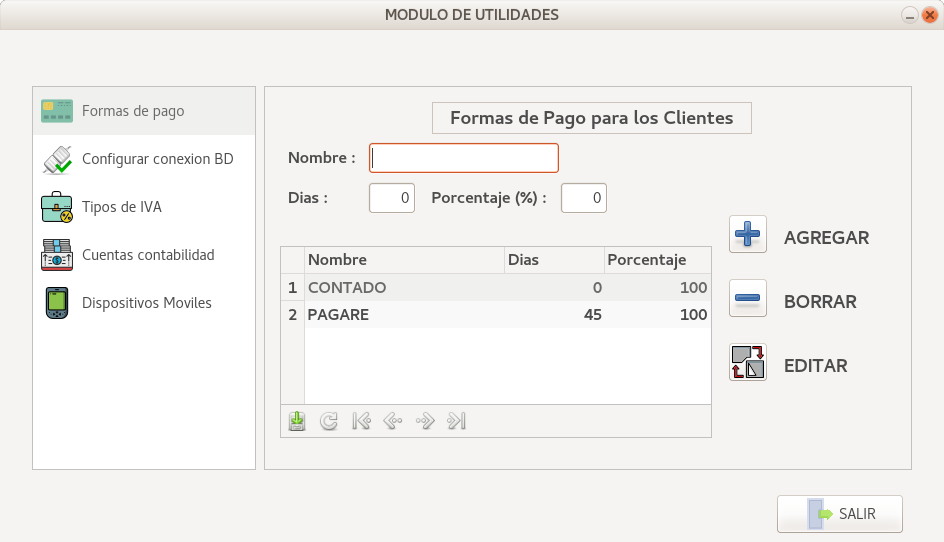 MODULO DE UTILIDADES
Formas de pago
Configurar conexion BD
Tipos de IVA
Cuentas contabilidad
Dispositivos Moviles
Formas de Pago para los Clientes
Nombre :
Dias : 0 Porcentaje (%) : 0
Nombre Dias Porcentaje
1 CONTADO 0 100
2 PAGARE 45 100
AGREGAR
BORRAR
EDITAR
SALIR